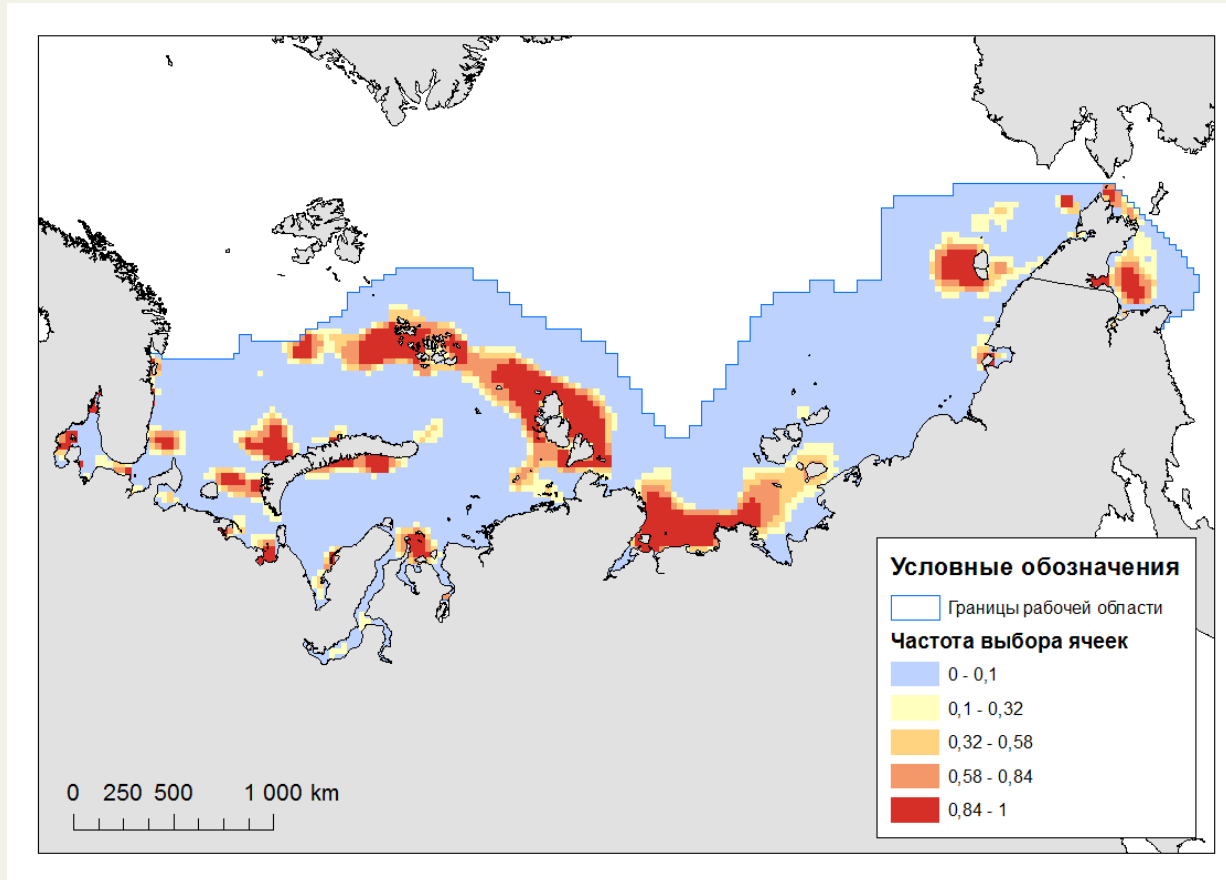 Условные обозначения
Границы рабочей области
Частота выбора ячеек
0 - 0,1
0,1 - 0,32
0,32 - 0,58
0,58 - 0,84
0,84 - 1
0 250 500 1 000 km